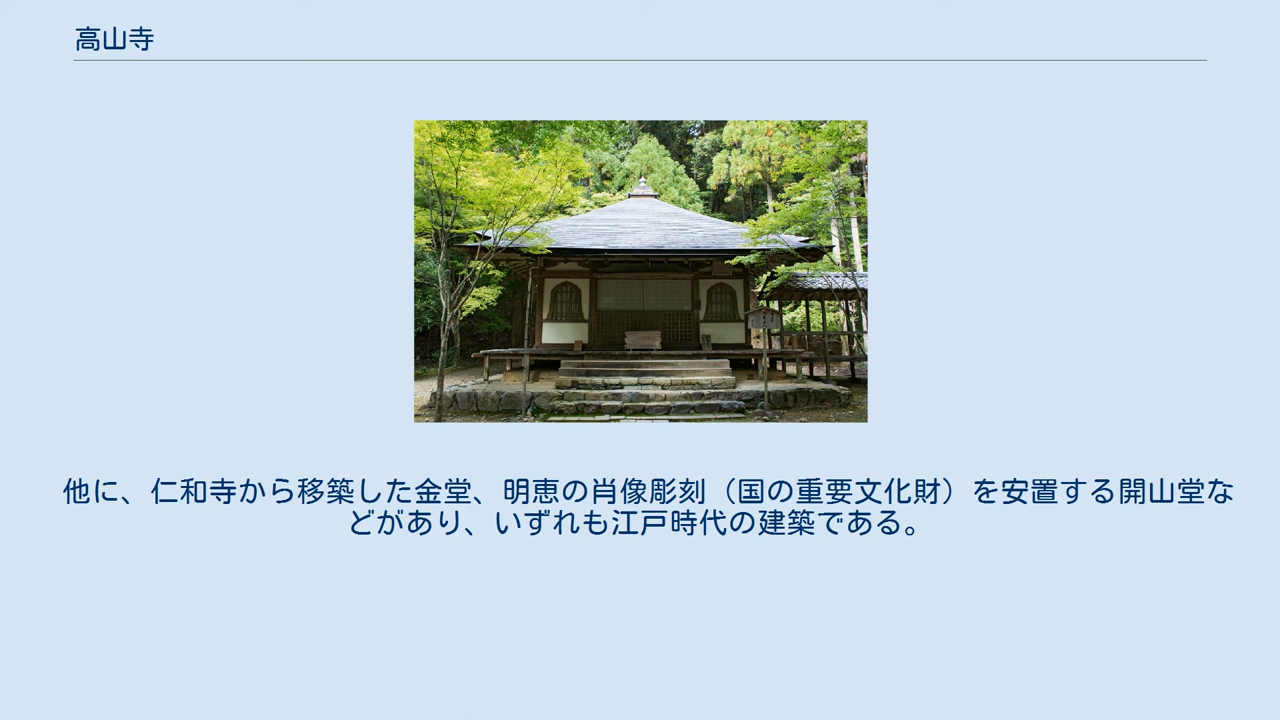 高山寺
他に、仁和寺から移築した金堂、明恵の肖像彫刻（国の重要文化財）を安置する開山堂な
どがあり、いずれも江戸時代の建築である。